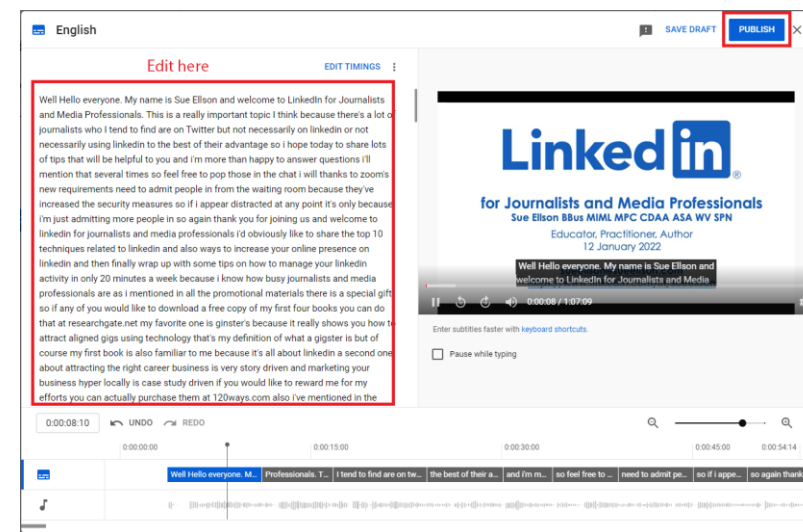 English
SAVE DRAFT
PUBLISH
Edit here
EDIT TIMINGS
Well Hello everyone. My name is Sue Ellson and welcome to LinkedIn for Journalists
and Media Professionals. This is a really important topic I think because there's a lot of
journalists who I tend to find are on Twitter but not necessarily on linkedin or not
necessarily using linkedin to the best of their advantage so i hope today to share lots
of tips that will be helpful to you and i'm more than happy to answer questions i'll
mention that several times so feel free to pop those in the chat i will thanks to zoom's
new requirements need to admit people in from the waiting room because they've
increased the security measures so if i appear distracted at any point it's only because
i'm just admitting more people in so again thank you for joining us and welcome to
linkedin for journalists and media professionals i'd obviously like to share the top 10
techniques related to linkedin and also ways to increase your online presence on
linkedin and then finally wrap up with some tips on how to manage your linkedin
activity in only 20 minutes a week because i know how busy journalists and media
professionals are as i mentioned in all the promotional materials there is a special gift
so if any of you would like to download a free copy of my first four books you can do
that at researchgate.net my favorite one is ginster's because it really shows you how to
attract aligned gigs using technology that's my definition of what a gigster is but of
course my first book is also familiar to me because it's all about linkedin a second one
about attracting the right career business is very story driven and marketing your
business hyper locally is case study driven if you would like to reward me for my
efforts you can actually purchase them at 120ways.com also i've mentioned in the
Linked in
for Journalists and Media Professionals
Sue Ellson BBus MIML MPC CDAA ASA WV SPN
Educator, Practitioner, Author
12 January 2022
Well Hello everyone. My name is Sue Ellson and
welcome to LinkedIn for Journalists and Media
0:00:08 / 1:07:09
Enter subtitles faster with keyboard shortcuts.
Pause while typing
0:00:08:10
UNDO
REDO
0:00:00:00
0:00:15:00
0:00:30:00
0:00:45:00
0:00:54:14
Well Hello everyone. M...
Professionals. T...
I tend to find are on tw...
the best of their a...
and i'm m...
so feel free to ...
need to admit pe...
so if i appe...
so again thank